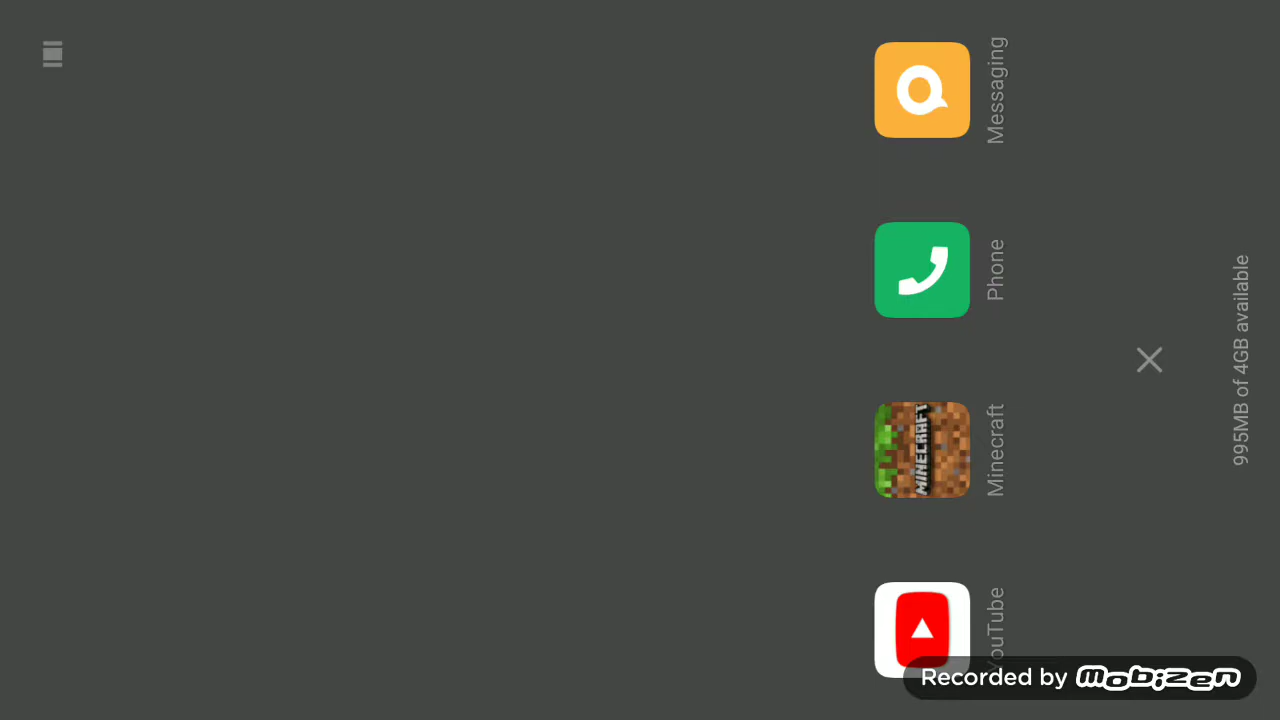 YouTube
Minecraft
Phone
Messaging
MINECRAFT
995MB of 4GB available
Recorded by mobizen